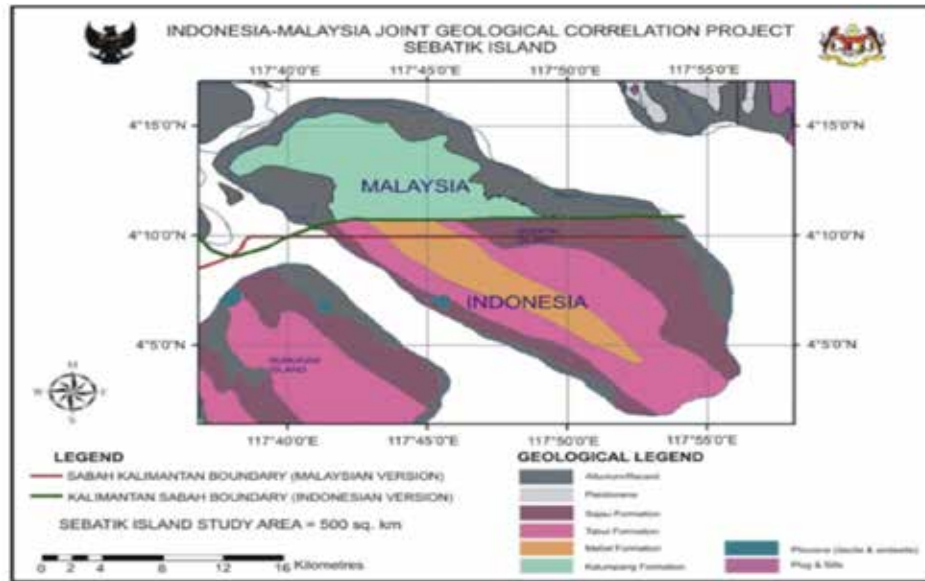 INDONESIA-MALAYSIA JOINT GEOLOGICAL CORRELATION PROJECT
SEBATIK ISLAND
117°40'0"E 117°45'0"E 117°50'0"E 117°55'0"E
4°15'0"N 4°15'0"N
MALAYSIA
4°10'0"N 4°10'0"N
ISLAND
INDONESIA
4°5'0"N 4°5'0"N
ISLAND
117°40'0"E 117°45'0"E 117°50'0"E 117°55'0"E
LEGEND
SABAH KALIMANTAN BOUNDARY (MALAYSIAN VERSION)
KALIMANTAN SABAH BOUNDARY (INDONESIAN VERSION)
SEBATIK ISLAND STUDY AREA = 500 sq. km
0 2 4 8 12 16 Kilometres
GEOLOGICAL LEGEND
Pleistocene
Sajau Formation
Tabul Formation
Formation
Kalumpang Formation
Pliocene (dacite & andesite)
Plug & Sills